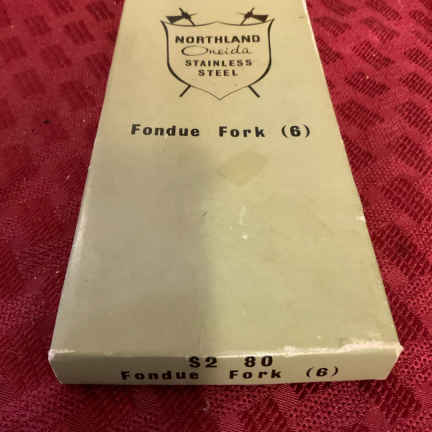 NORTHLAND
Oneida
STAINLESS
STEEL
Fondue Fork (6)
$2 80
Fondue Fork (6)